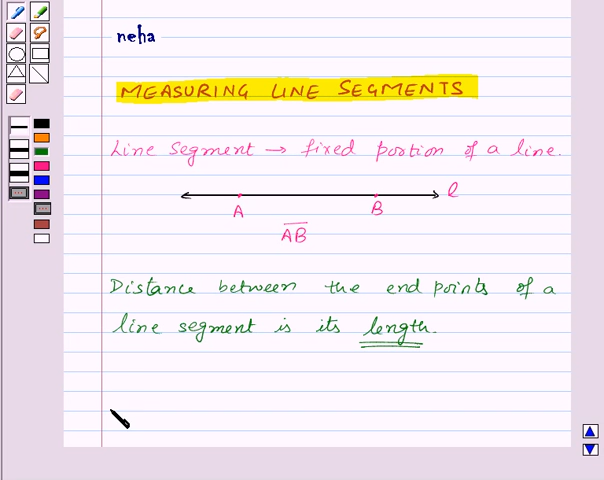 neha
MEASURING LINE SEGMENTS
Line Segment → fixed portion of a line.
l
A B
A̅B̅
Distance between the end points of a
line segment is its length.